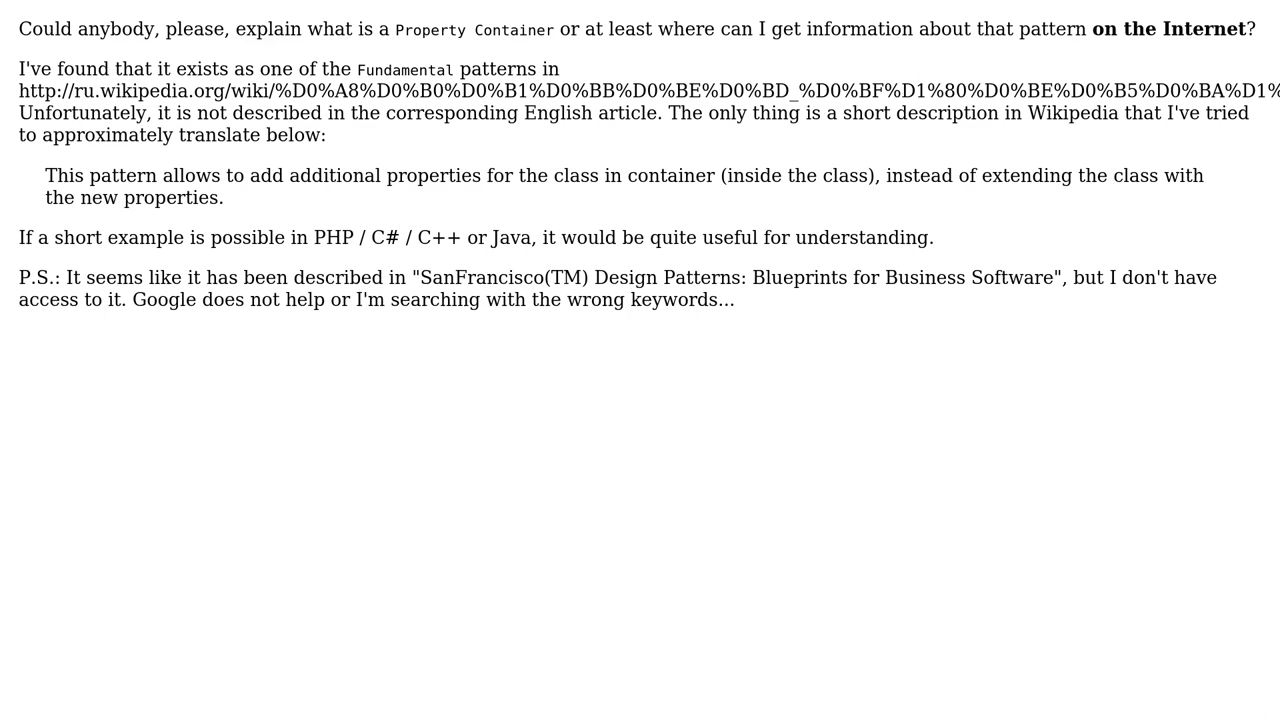 Could anybody, please, explain what is a Property Container or at least where can I get information about that pattern on the Internet?
I've found that it exists as one of the Fundamental patterns in
http://ru.wikipedia.org/wiki/%D0%A8%D0%B0%D0%B1%D0%BB%D0%BE%D0%BD_%D0%BF%D1%80%D0%BE%D0%B5%D0%BA%D1%
Unfortunately, it is not described in the corresponding English article. The only thing is a short description in Wikipedia that I've tried
to approximately translate below:
This pattern allows to add additional properties for the class in container (inside the class), instead of extending the class with
the new properties.
If a short example is possible in PHP / C# / C++ or Java, it would be quite useful for understanding.
P.S.: It seems like it has been described in "SanFrancisco(TM) Design Patterns: Blueprints for Business Software", but I don't have
access to it. Google does not help or I'm searching with the wrong keywords...